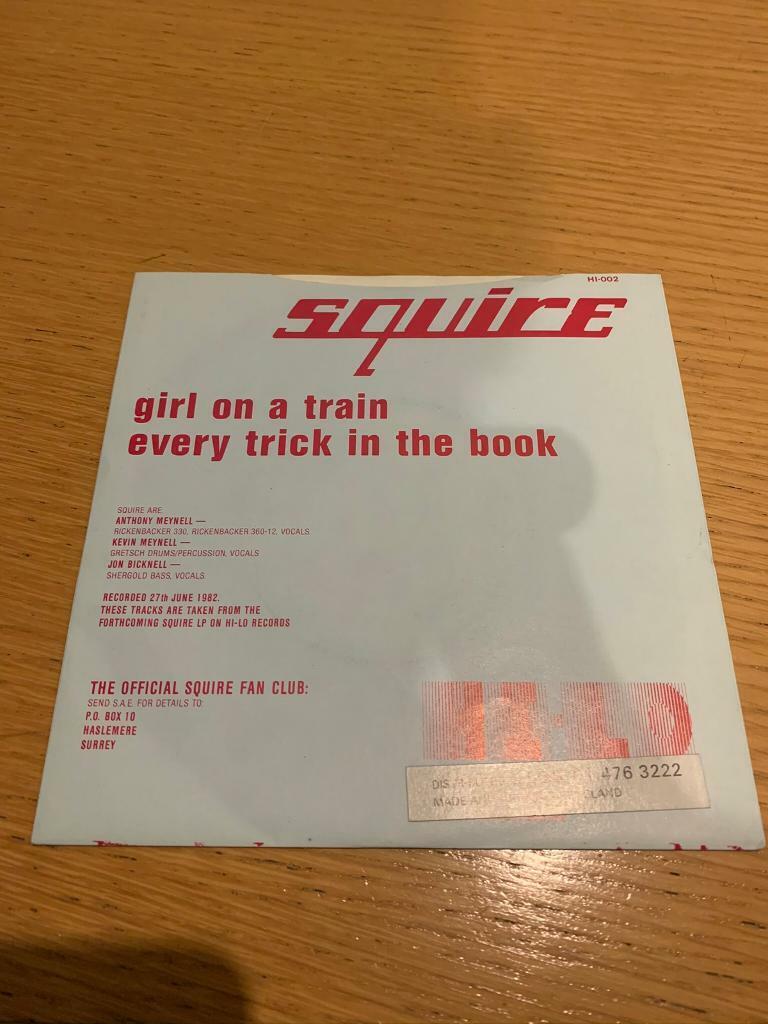 HI-002
squire
girl on a train
every trick in the book
SQUIRE ARE:
ANTHONY MEYNELL —
RICKENBACKER 330, RICKENBACKER 360-12, VOCALS.
KEVIN MEYNELL —
GRETSCH DRUMS/PERCUSSION, VOCALS
JON BICKNELL —
SHERGOLD BASS, VOCALS.
RECORDED 27th JUNE 1982.
THESE TRACKS ARE TAKEN FROM THE
FORTHCOMING SQUIRE LP ON HI-LO RECORDS
THE OFFICIAL SQUIRE FAN CLUB:
SEND S.A.E. FOR DETAILS TO:
P.O. BOX 10
HASLEMERE
SURREY
HI-LO
476 3222
MADE